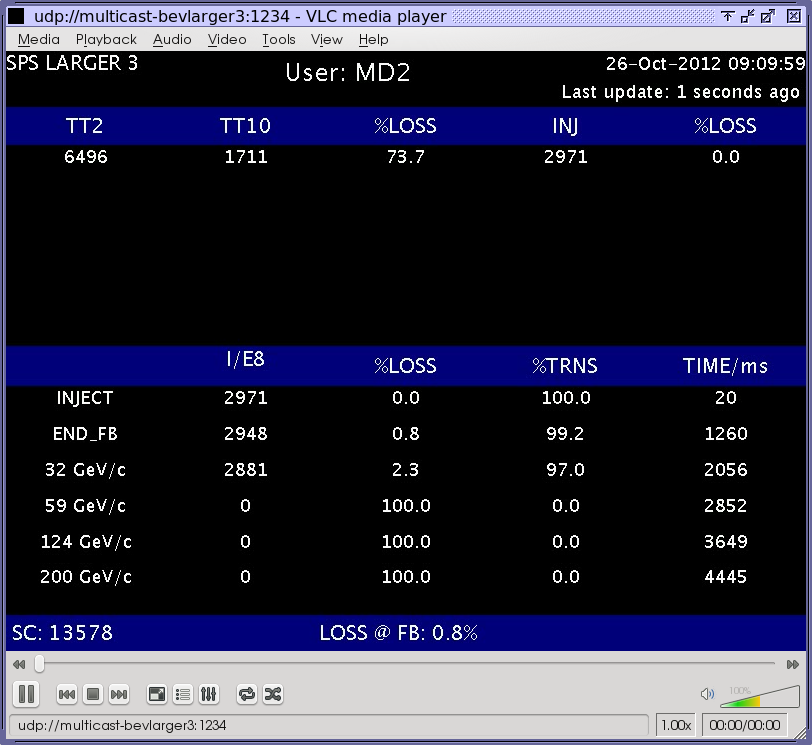 udp://multicast-bevlarger3:1234 - VLC media player
Media Playback Audio Video Tools View Help
SPS LARGER 3
User: MD2
26-Oct-2012 09:09:59
Last update: 1 seconds ago
TT2 TT10 %LOSS INJ %LOSS
6496 1711 73.7 2971 0.0
I/E8 %LOSS %TRNS TIME/ms
INJECT 2971 0.0 100.0 20
END_FB 2948 0.8 99.2 1260
32 GeV/c 2881 2.3 97.0 2056
59 GeV/c 0 100.0 0.0 2852
124 GeV/c 0 100.0 0.0 3649
200 GeV/c 0 100.0 0.0 4445
SC: 13578 LOSS @ FB: 0.8%
100%
udp://multicast-bevlarger3:1234 1.00x 00:00/00:00